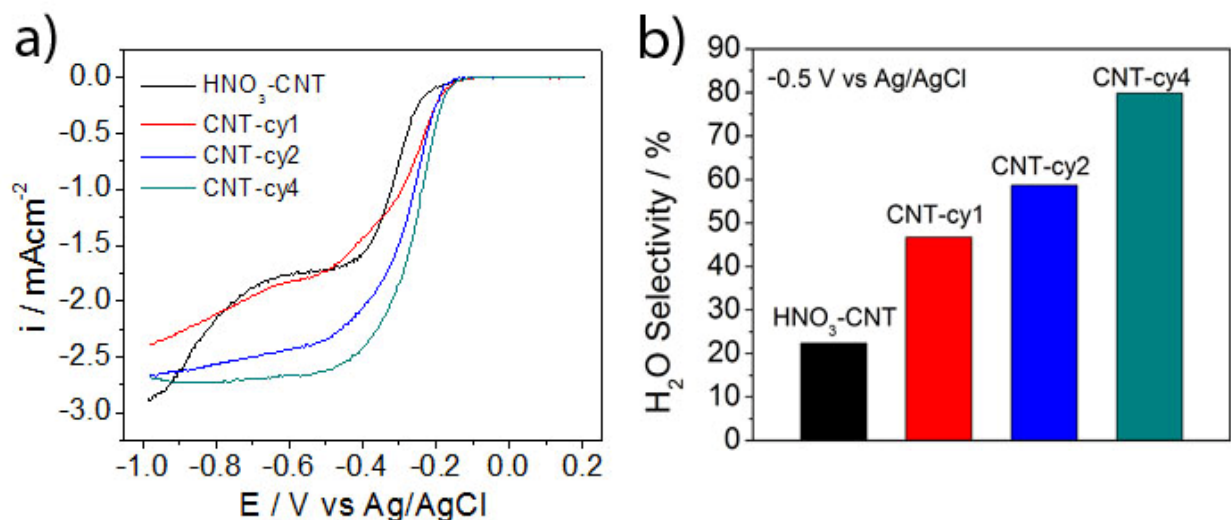 a)
HNO₃-CNT
CNT-cy1
CNT-cy2
CNT-cy4
0.0
-0.5
-1.0
-1.5
-2.0
-2.5
-3.0
i / mAcm⁻²
-1.0 -0.8 -0.6 -0.4 -0.2 0.0 0.2
E / V vs Ag/AgCl
b)
-0.5 V vs Ag/AgCl
CNT-cy4
CNT-cy2
CNT-cy1
HNO₃-CNT
90
80
70
60
50
40
30
20
10
0
H₂O Selectivity / %